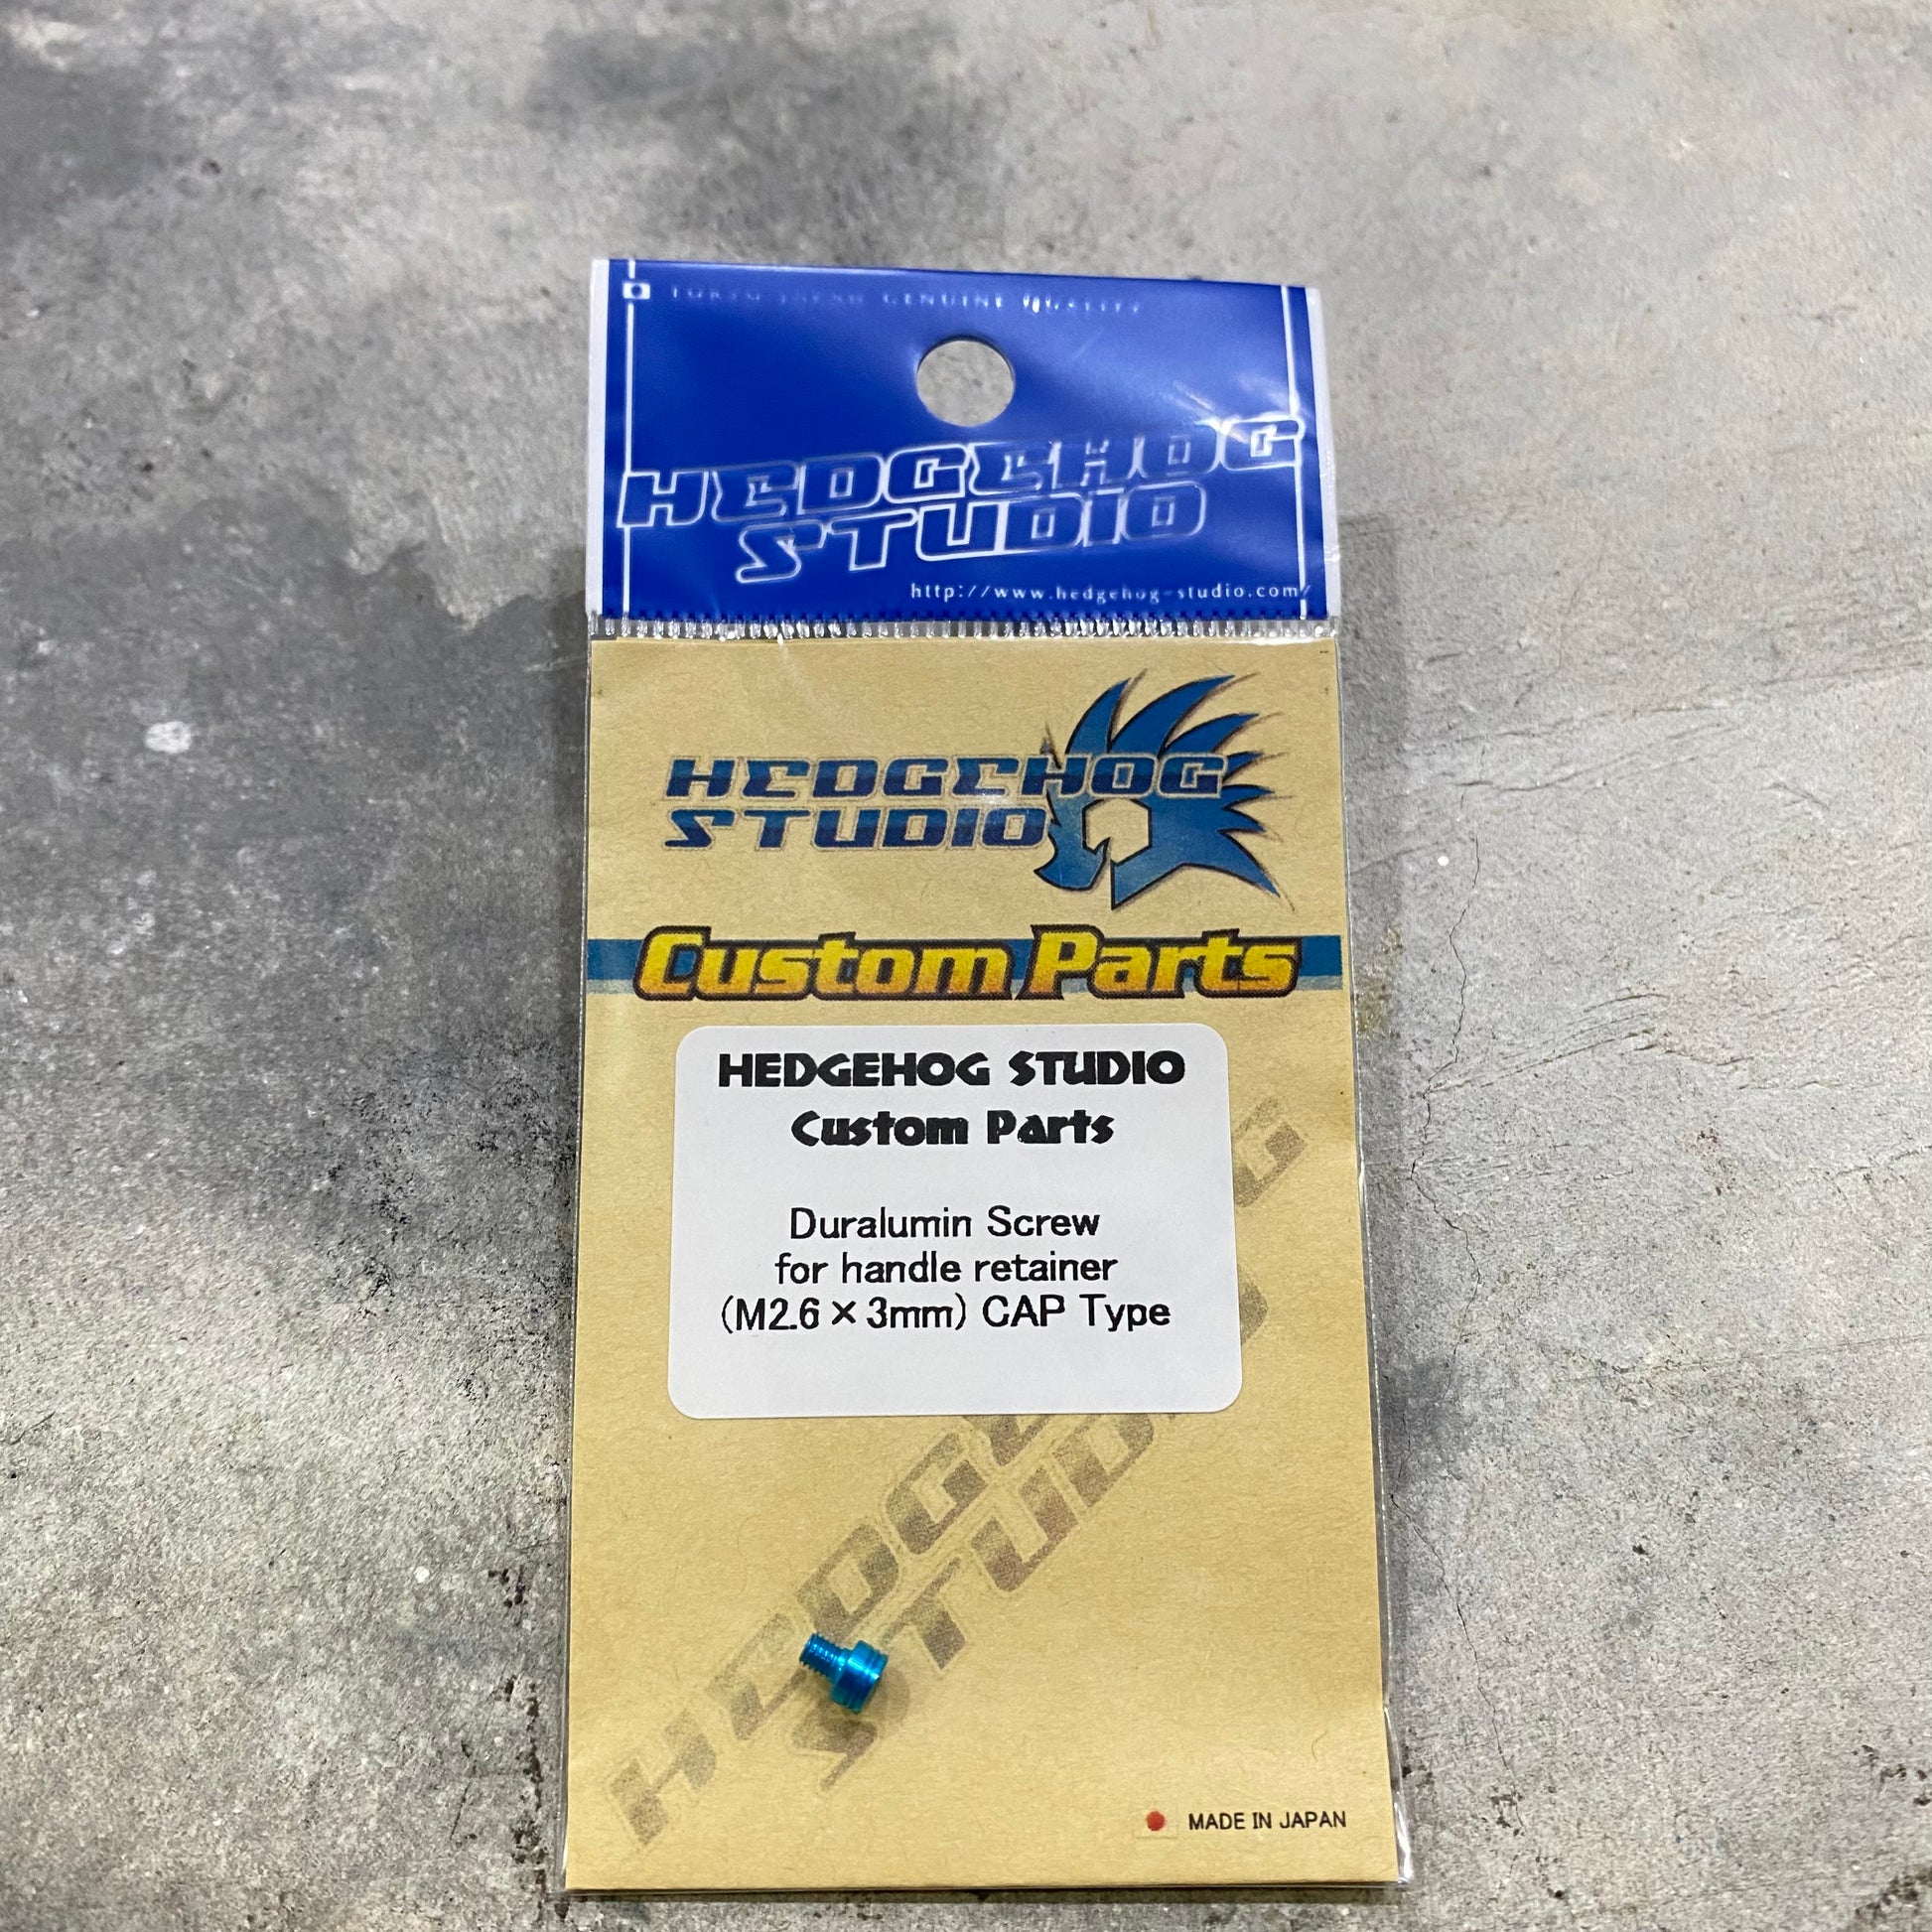 TOKYO JAPAN GENUINE QUALITY
HEDGEHOG
STUDIO
http://www.hedgehog-studio.com/
HEDGEHOG
STUDIO
Custom Parts
HEDGEHOG STUDIO
Custom Parts
Duralumin Screw
for handle retainer
(M2.6×3mm) CAP Type
HEDGEHOG
STUDIO
MADE IN JAPAN